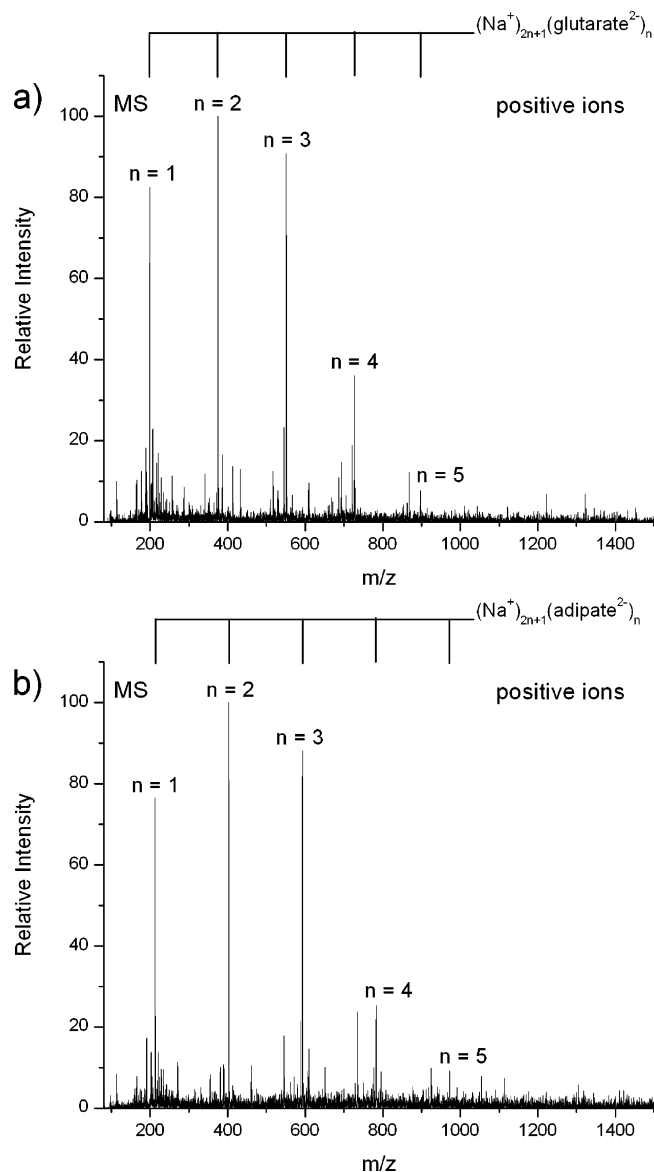 (Na⁺)₂ₙ₊₁(glutarate²⁻)ₙ
a)
MS
positive ions
n = 1
n = 2
n = 3
n = 4
n = 5
Relative Intensity
100
80
60
40
20
0
200 400 600 800 1000 1200 1400
m/z
(Na⁺)₂ₙ₊₁(adipate²⁻)ₙ
b)
MS
positive ions
n = 1
n = 2
n = 3
n = 4
n = 5
Relative Intensity
100
80
60
40
20
0
200 400 600 800 1000 1200 1400
m/z